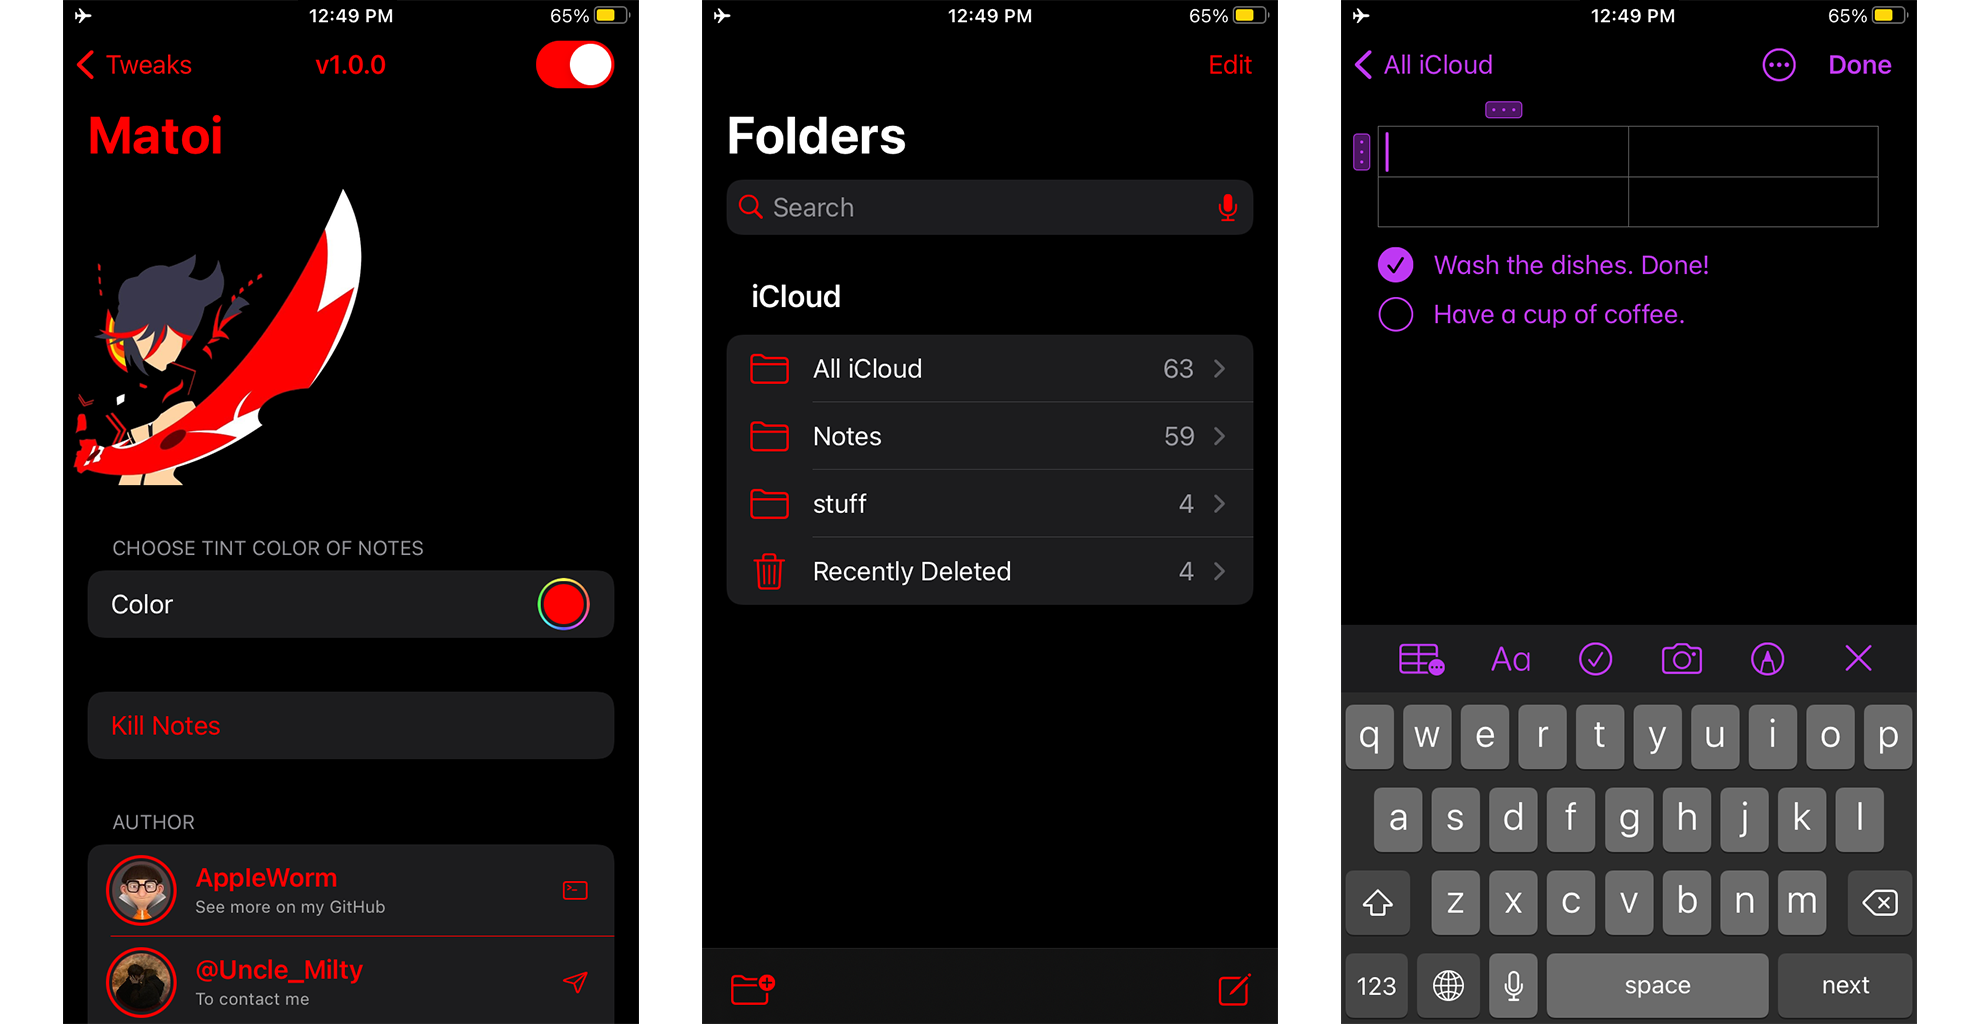 12:49 PM
65%
Tweaks
v1.0.0
Matoi
CHOOSE TINT COLOR OF NOTES
Color
Kill Notes
AUTHOR
AppleWorm
See more on my GitHub
@Uncle_Milty
To contact me
12:49 PM
65%
Edit
Folders
Search
iCloud
All iCloud 63
Notes 59
stuff 4
Recently Deleted 4
12:49 PM
65%
All iCloud
Done
Wash the dishes. Done!
Have a cup of coffee.
Aa
q w e r t y u i o p
a s d f g h j k l
z x c v b n m
123 space next